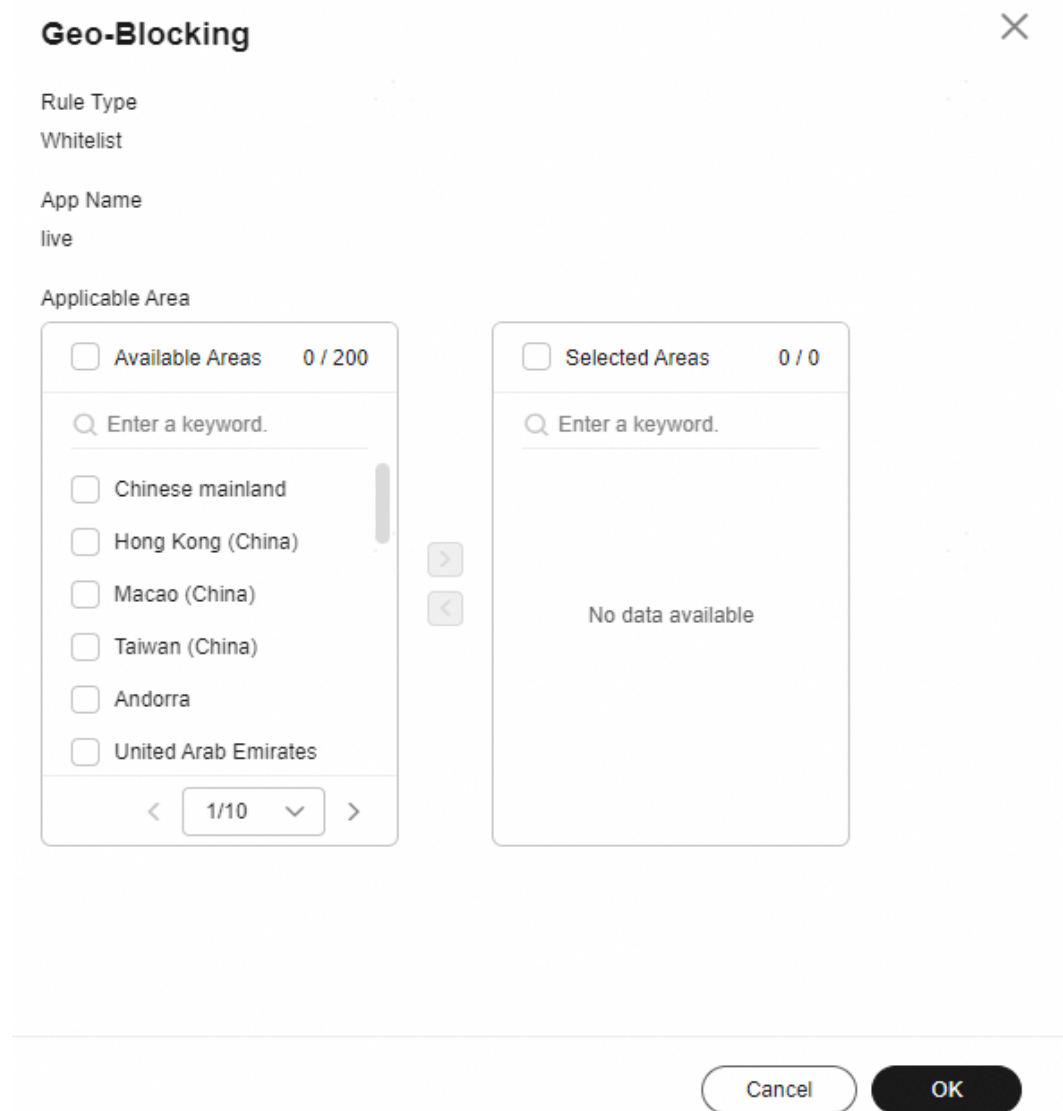 Geo-Blocking
Rule Type
Whitelist
App Name
live
Applicable Area
Available Areas 0 / 200
Enter a keyword.
Chinese mainland
Hong Kong (China)
Macao (China)
Taiwan (China)
Andorra
United Arab Emirates
1/10
Selected Areas 0 / 0
Enter a keyword.
No data available
Cancel OK